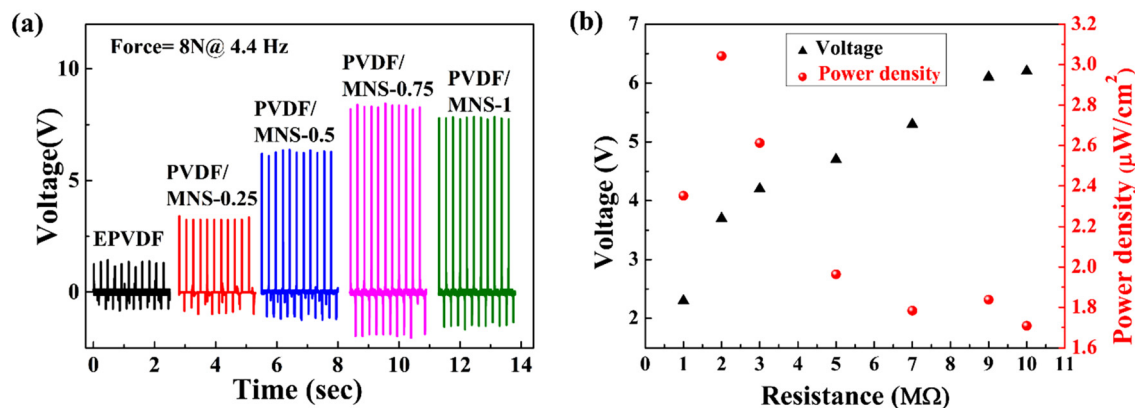 (a)
Force= 8N@ 4.4 Hz
10
5
0
Voltage(V)
EPVDF
PVDF/
MNS-0.25
PVDF/
MNS-0.5
PVDF/
MNS-0.75
PVDF/
MNS-1
0 2 4 6 8 10 12 14
Time (sec)
(b)
Voltage
Power density
7
6
5
4
3
2
Voltage (V)
3.2
3.0
2.8
2.6
2.4
2.2
2.0
1.8
1.6
Power density (μW/cm²)
0 1 2 3 4 5 6 7 8 9 10 11
Resistance (MΩ)